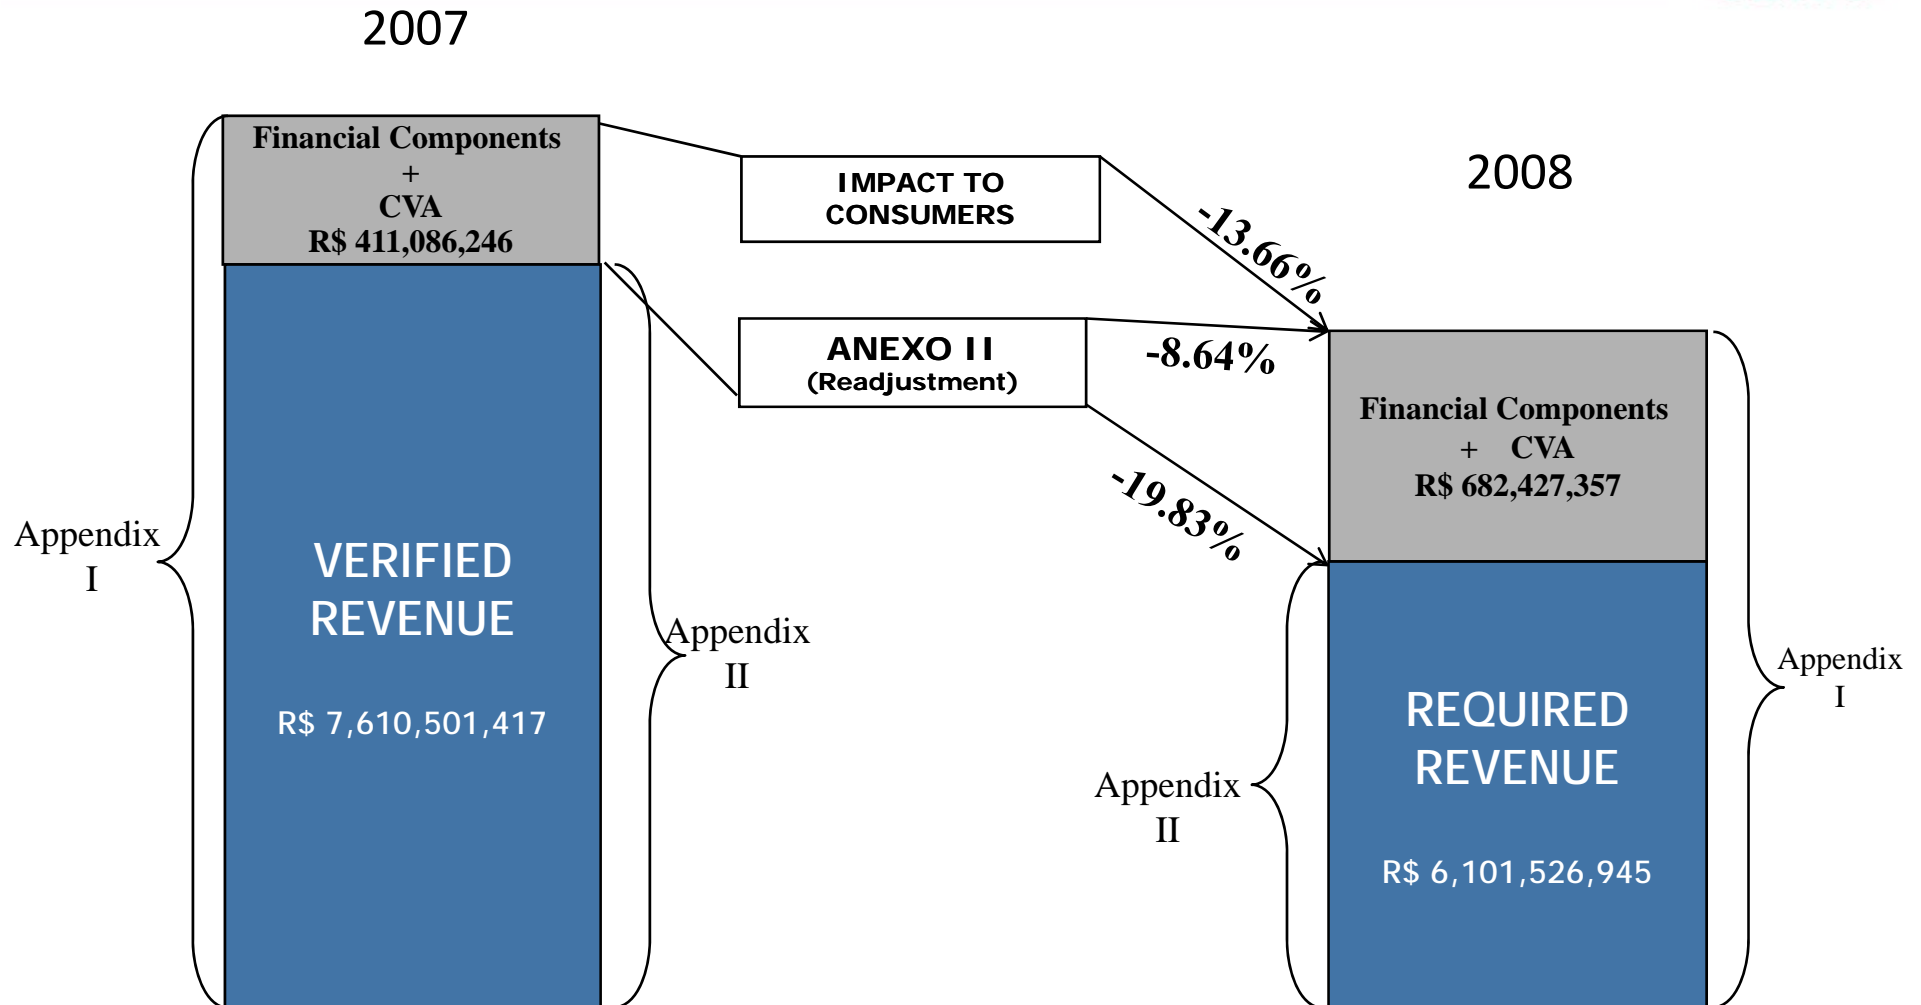 2007
Financial Components
+
CVA
R$ 411,086,246
VERIFIED
REVENUE
R$ 7,610,501,417
Appendix
I
Appendix
II
IMPACT TO
CONSUMERS
-13.66%
ANEXO II
(Readjustment)
-8.64%
-19.83%
2008
Financial Components
+ CVA
R$ 682,427,357
REQUIRED
REVENUE
R$ 6,101,526,945
Appendix
II
Appendix
I